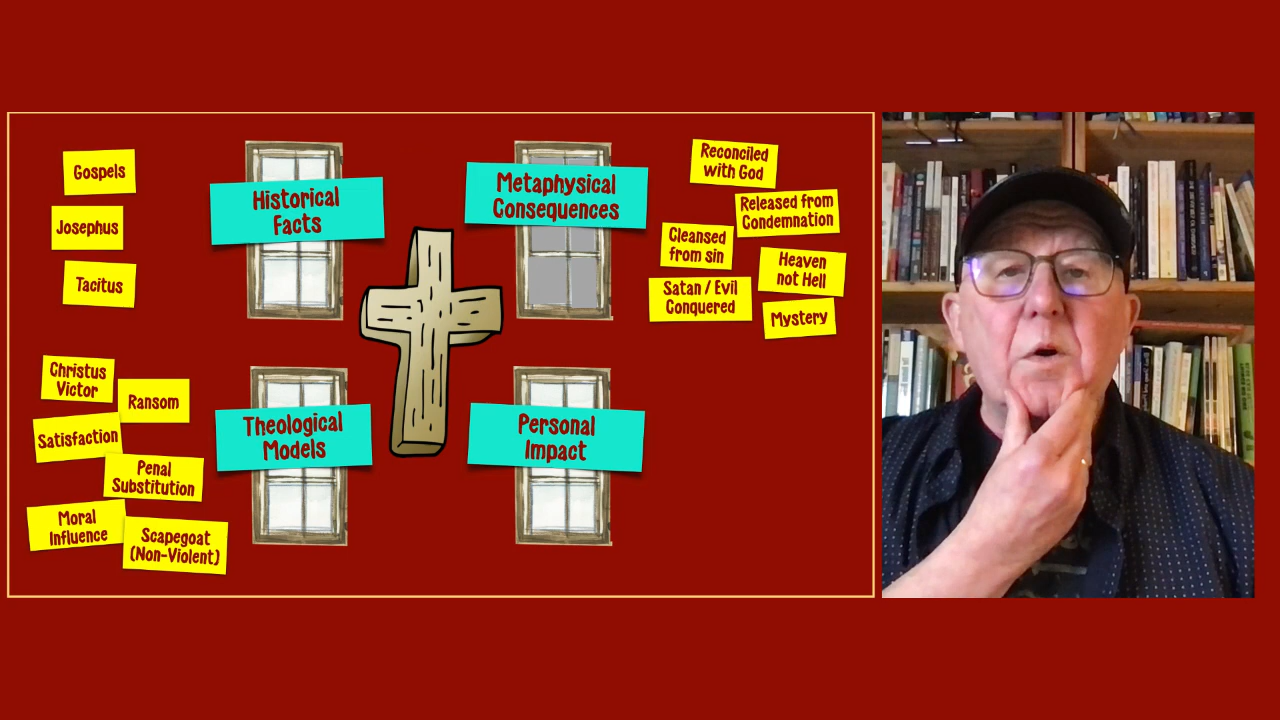 Gospels
Josephus
Tacitus
Historical
Facts
Metaphysical
Consequences
Reconciled
with God
Released from
Condemnation
Cleansed
from sin
Heaven
not Hell
Satan / Evil
Conquered
Mystery
Christus
Victor
Ransom
Satisfaction
Penal
Substitution
Moral
Influence
Scapegoat
(Non-Violent)
Theological
Models
Personal
Impact